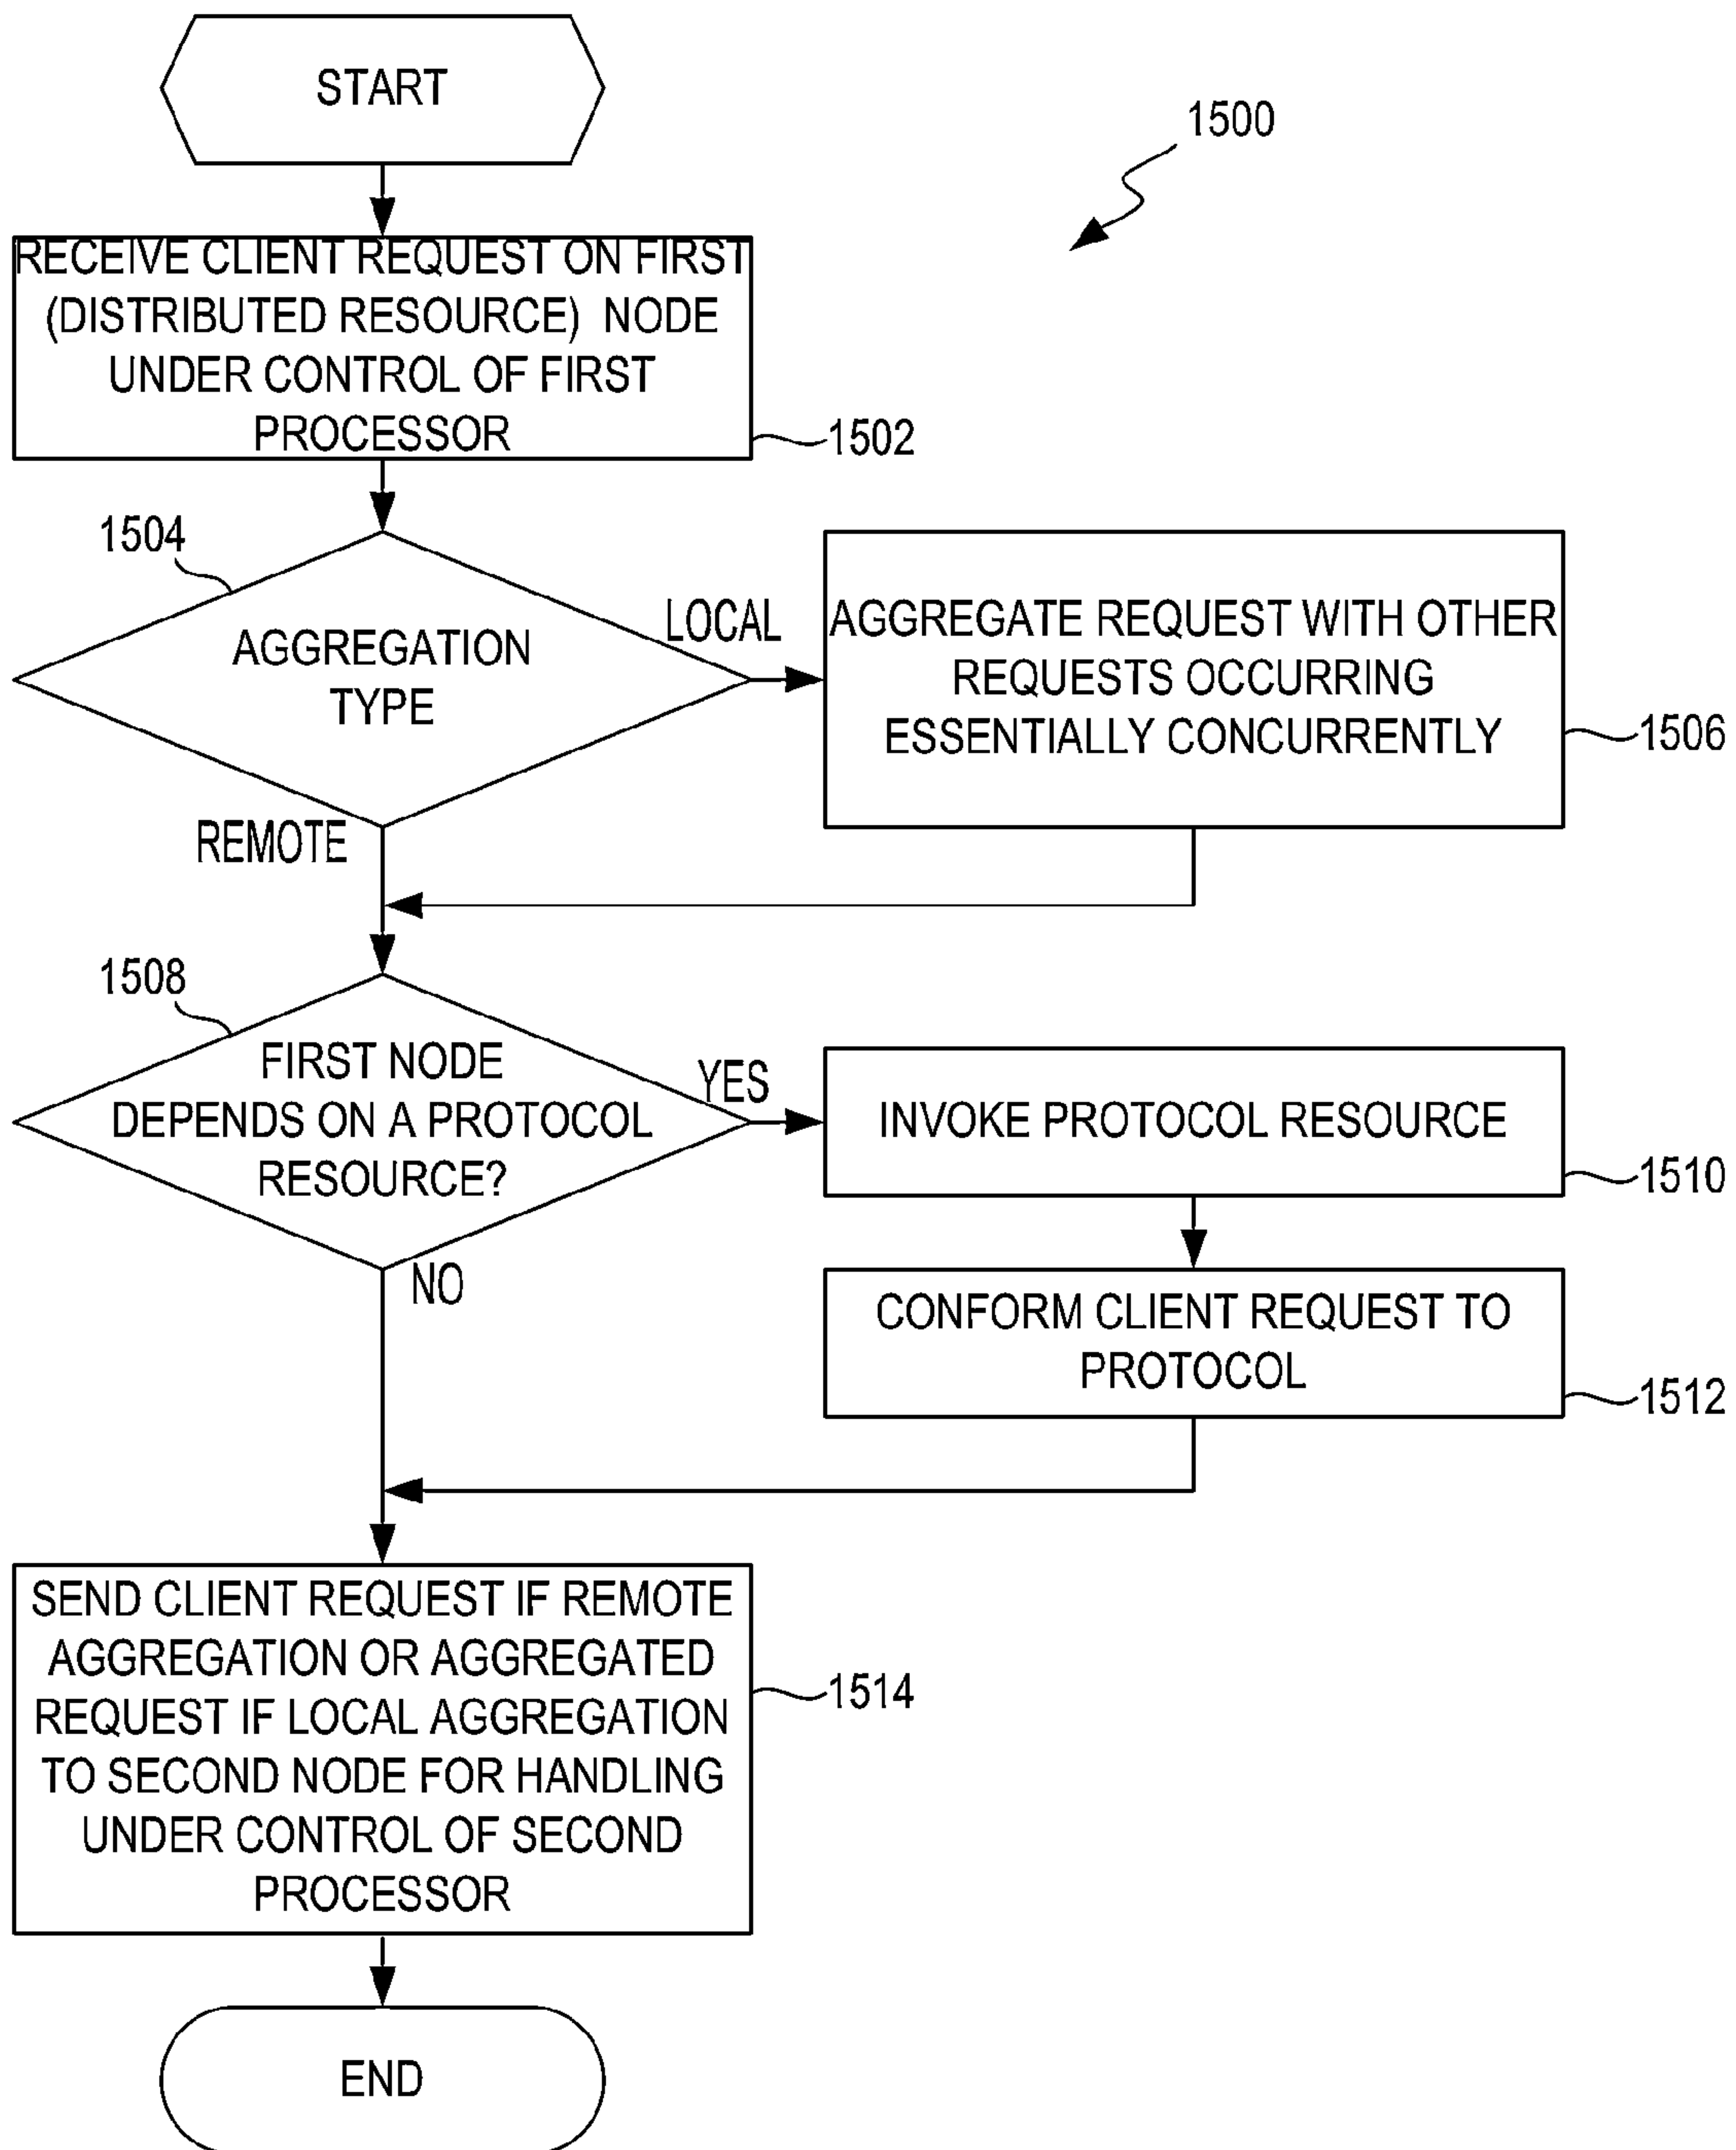 START
1500
RECEIVE CLIENT REQUEST ON FIRST
(DISTRIBUTED RESOURCE) NODE
UNDER CONTROL OF FIRST
PROCESSOR
1502
1504
AGGREGATION
TYPE
LOCAL
REMOTE
AGGREGATE REQUEST WITH OTHER
REQUESTS OCCURRING
ESSENTIALLY CONCURRENTLY
1506
1508
FIRST NODE
DEPENDS ON A PROTOCOL
RESOURCE?
YES
NO
INVOKE PROTOCOL RESOURCE
1510
CONFORM CLIENT REQUEST TO
PROTOCOL
1512
SEND CLIENT REQUEST IF REMOTE
AGGREGATION OR AGGREGATED
REQUEST IF LOCAL AGGREGATION
TO SECOND NODE FOR HANDLING
UNDER CONTROL OF SECOND
PROCESSOR
1514
END